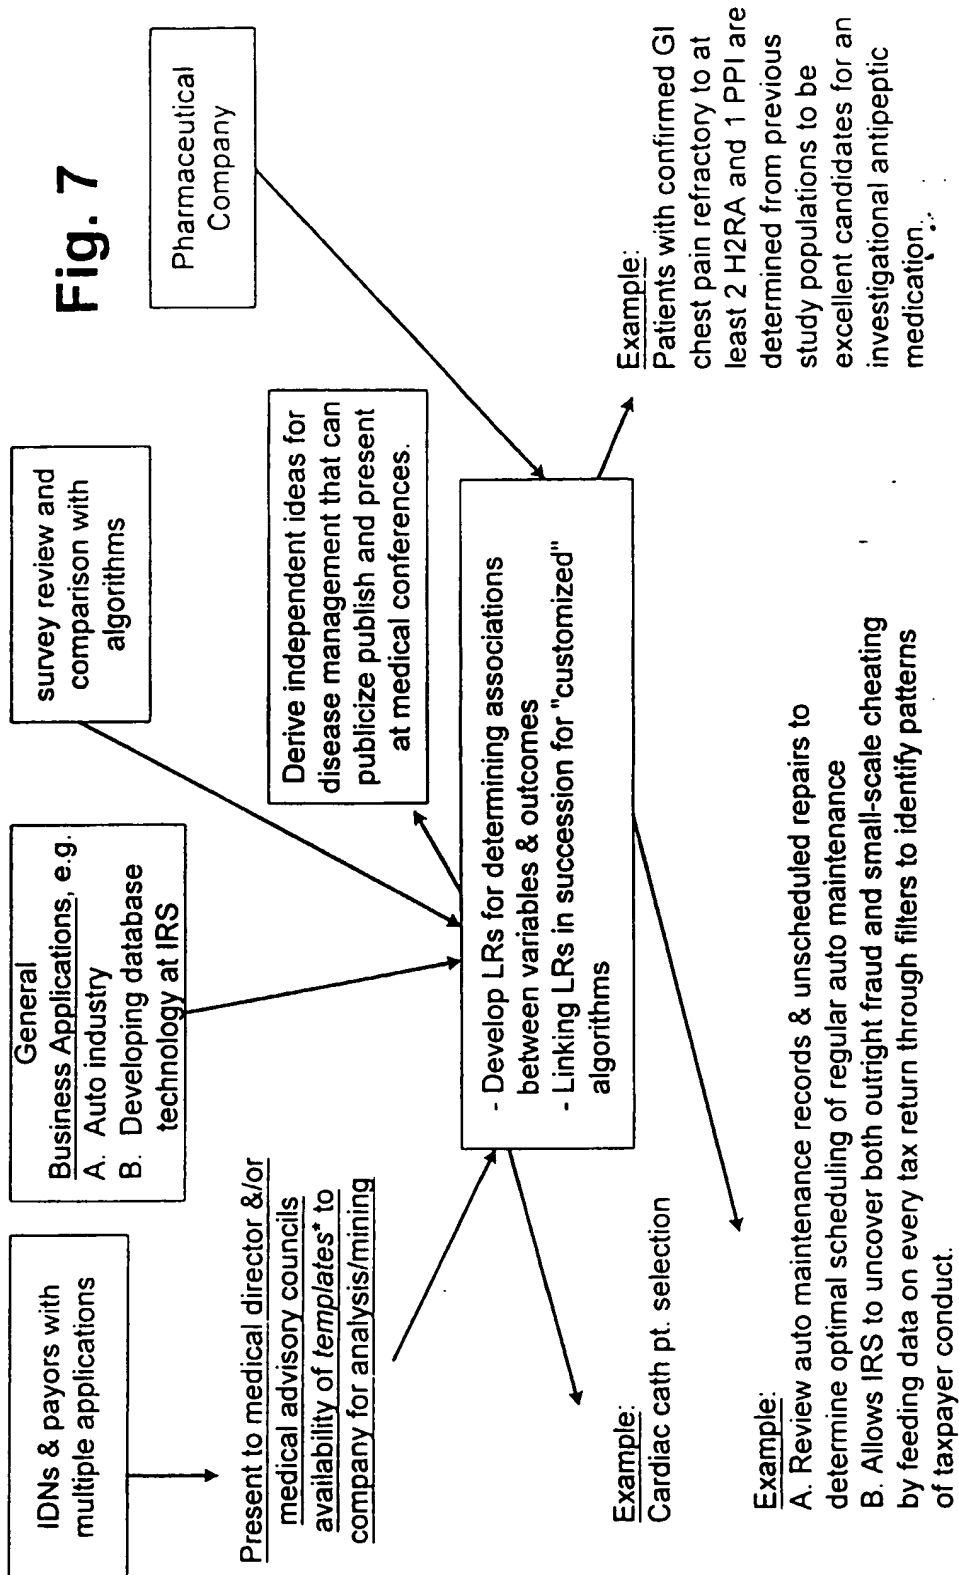 Fig. 7
IDNs & payors with
multiple applications
General
Business Applications, e.g.
A. Auto industry
B. Developing database
technology at IRS
survey review and
comparison with
algorithms
Pharmaceutical
Company
Present to medical director &/or
medical advisory councils
availability of templates* to
company for analysis/mining
Derive independent ideas for
disease management that can
publicize publish and present
at medical conferences.
- Develop LRs for determining associations
between variables & outcomes
- Linking LRs in succession for "customized"
algorithms
Example:
Cardiac cath pt. selection
Example:
Patients with confirmed GI
chest pain refractory to at
least 2 H2RA and 1 PPI are
determined from previous
study populations to be
excellent candidates for an
investigational antipeptic
medication.
Example:
A. Review auto maintenance records & unscheduled repairs to
determine optimal scheduling of regular auto maintenance
B. Allows IRS to uncover both outright fraud and small-scale cheating
by feeding data on every tax return through filters to identify patterns
of taxpayer conduct.